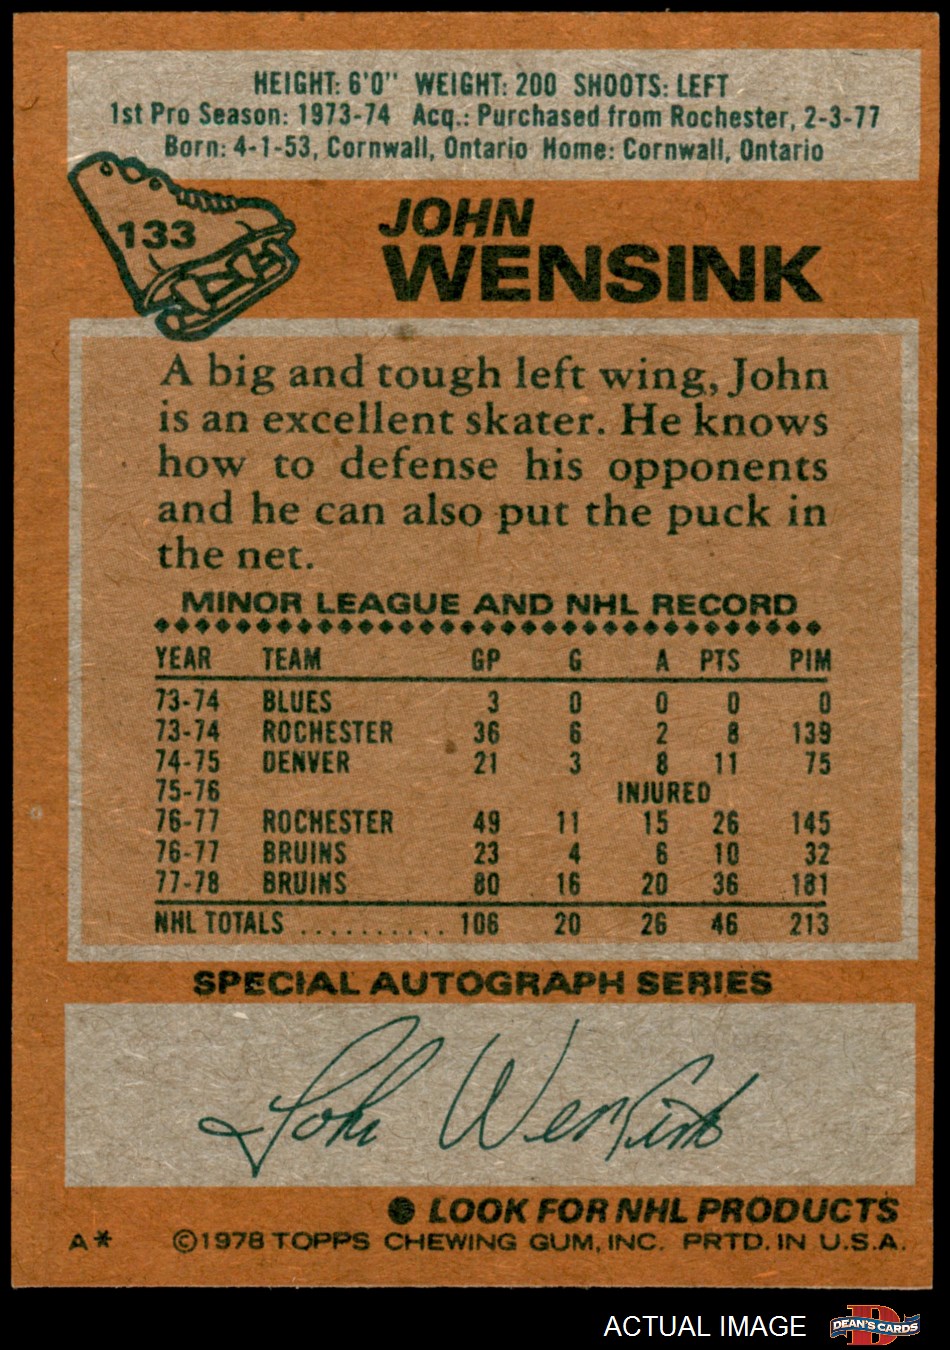 HEIGHT: 6'0" WEIGHT: 200 SHOOTS: LEFT
1st Pro Season: 1973-74 Acq.: Purchased from Rochester, 2-3-77
Born: 4-1-53, Cornwall, Ontario Home: Cornwall, Ontario
133
JOHN
WENSINK
A big and tough left wing, John
is an excellent skater. He knows
how to defense his opponents
and he can also put the puck in
the net.
MINOR LEAGUE AND NHL RECORD
YEAR TEAM GP G A PTS PIM
73-74 BLUES 3 0 0 0 0
73-74 ROCHESTER 36 6 2 8 139
74-75 DENVER 21 3 8 11 75
75-76 INJURED
76-77 ROCHESTER 49 11 15 26 145
76-77 BRUINS 23 4 6 10 32
77-78 BRUINS 80 16 20 36 181
NHL TOTALS .......... 106 20 26 46 213
SPECIAL AUTOGRAPH SERIES
John Wensink
LOOK FOR NHL PRODUCTS
A* ©1978 TOPPS CHEWING GUM, INC. PRTD. IN U.S.A.
ACTUAL IMAGE
D
DEAN'S CARDS